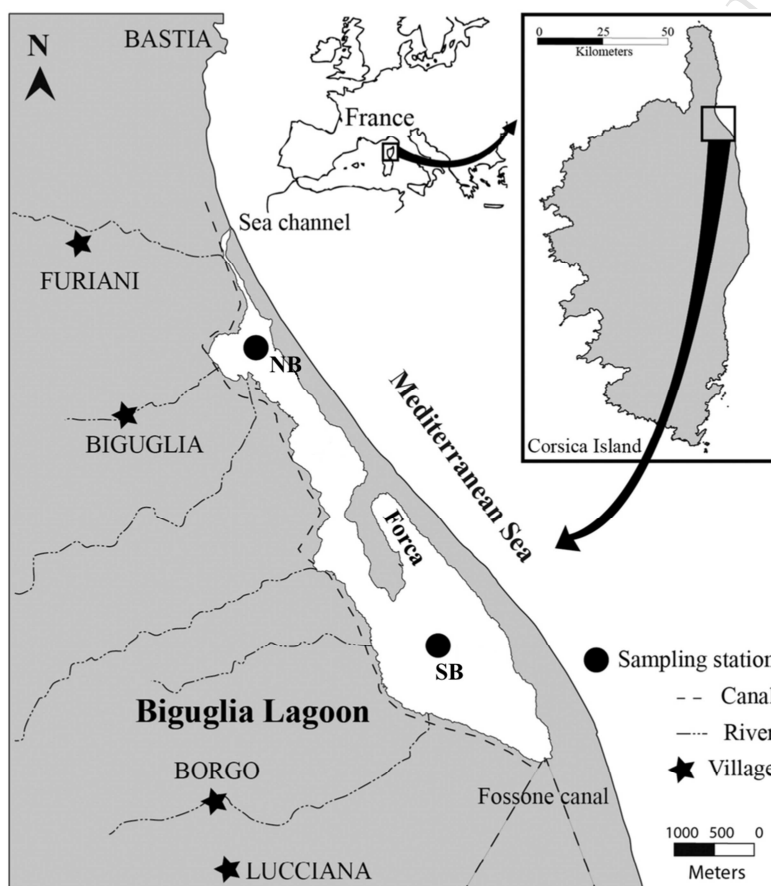 BASTIA
N
France
Sea channel
0 25 50
Kilometers
Corsica Island
FURIANI
NB
BIGUGLIA
Mediterranean Sea
Forca
SB
Biguglia Lagoon
BORGO
Fossone canal
LUCCIANA
Sampling station
Canal
River
Village
1000 500 0
Meters